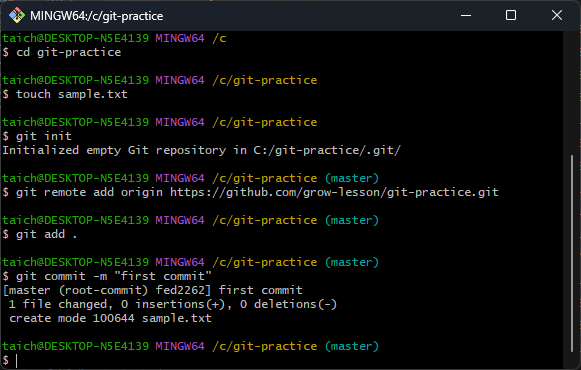 MINGW64:/c/git-practice
taich@DESKTOP-N5E4139 MINGW64 /c
$ cd git-practice
taich@DESKTOP-N5E4139 MINGW64 /c/git-practice
$ touch sample.txt
taich@DESKTOP-N5E4139 MINGW64 /c/git-practice
$ git init
Initialized empty Git repository in C:/git-practice/.git/
taich@DESKTOP-N5E4139 MINGW64 /c/git-practice (master)
$ git remote add origin https://github.com/grow-lesson/git-practice.git
taich@DESKTOP-N5E4139 MINGW64 /c/git-practice (master)
$ git add .
taich@DESKTOP-N5E4139 MINGW64 /c/git-practice (master)
$ git commit -m "first commit"
[master (root-commit) fed2262] first commit
 1 file changed, 0 insertions(+), 0 deletions(-)
 create mode 100644 sample.txt
taich@DESKTOP-N5E4139 MINGW64 /c/git-practice (master)
$